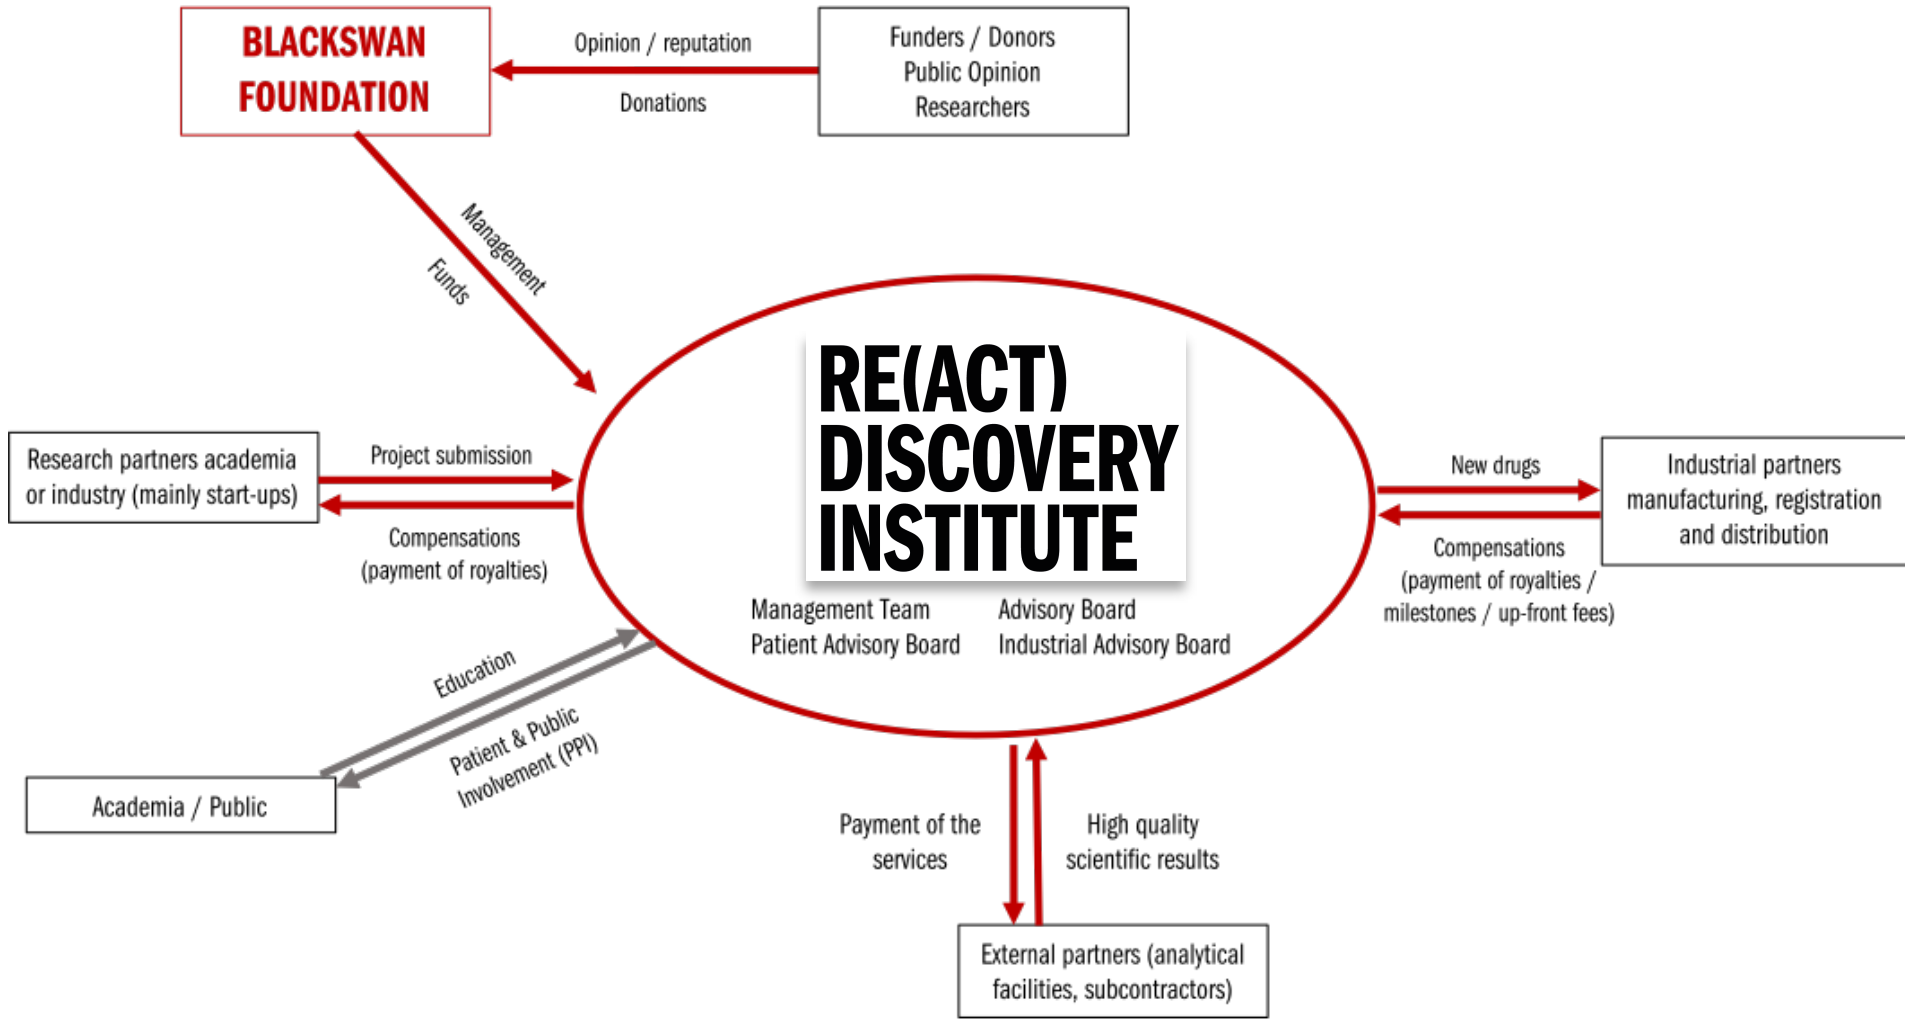 BLACKSWAN
FOUNDATION
Opinion / reputation
Donations
Funders / Donors
Public Opinion
Researchers
Management
Funds
RE(ACT)
DISCOVERY
INSTITUTE
Management Team
Advisory Board
Patient Advisory Board
Industrial Advisory Board
Research partners academia
or industry (mainly start-ups)
Project submission
Compensations
(payment of royalties)
New drugs
Compensations
(payment of royalties /
milestones / up-front fees)
Industrial partners
manufacturing, registration
and distribution
Education
Patient & Public
Involvement (PPI)
Academia / Public
Payment of the
services
High quality
scientific results
External partners (analytical
facilities, subcontractors)